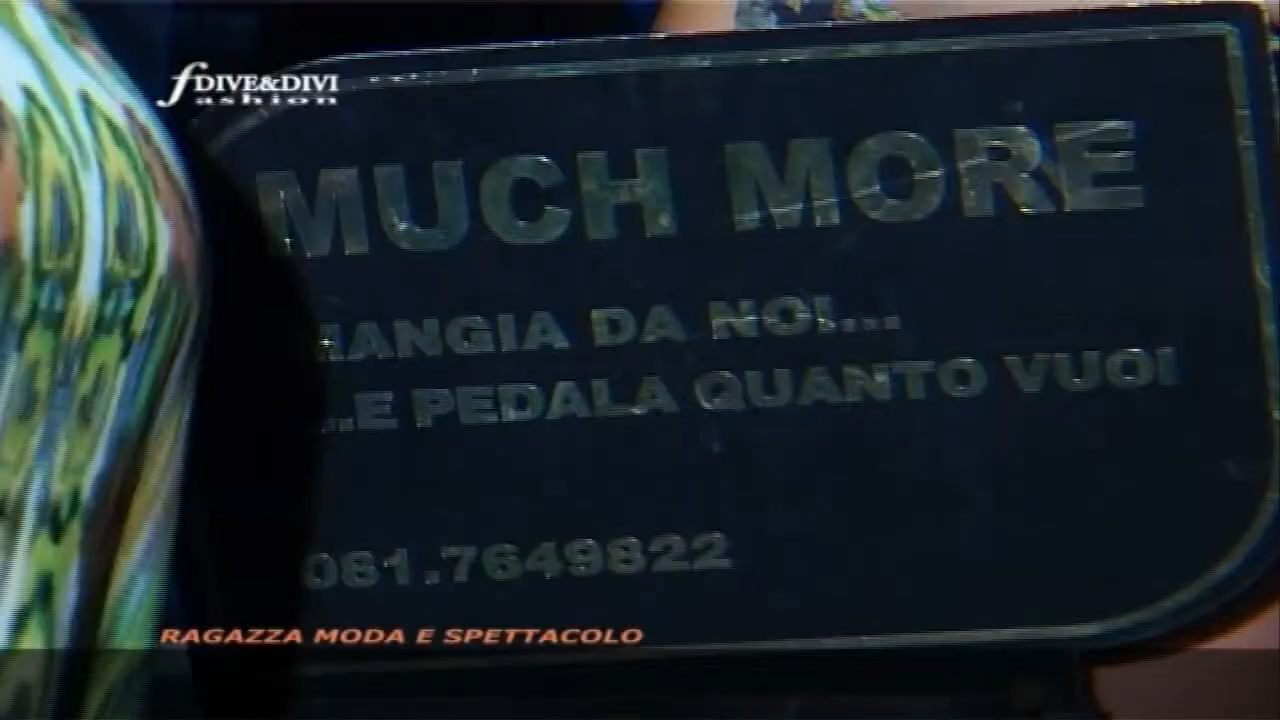 DIVE&DIVI
fashion
MUCH MORE
MANGIA DA NOI...
...E PEDALA QUANTO VUOI
081.7649822
RAGAZZA MODA E SPETTACOLO